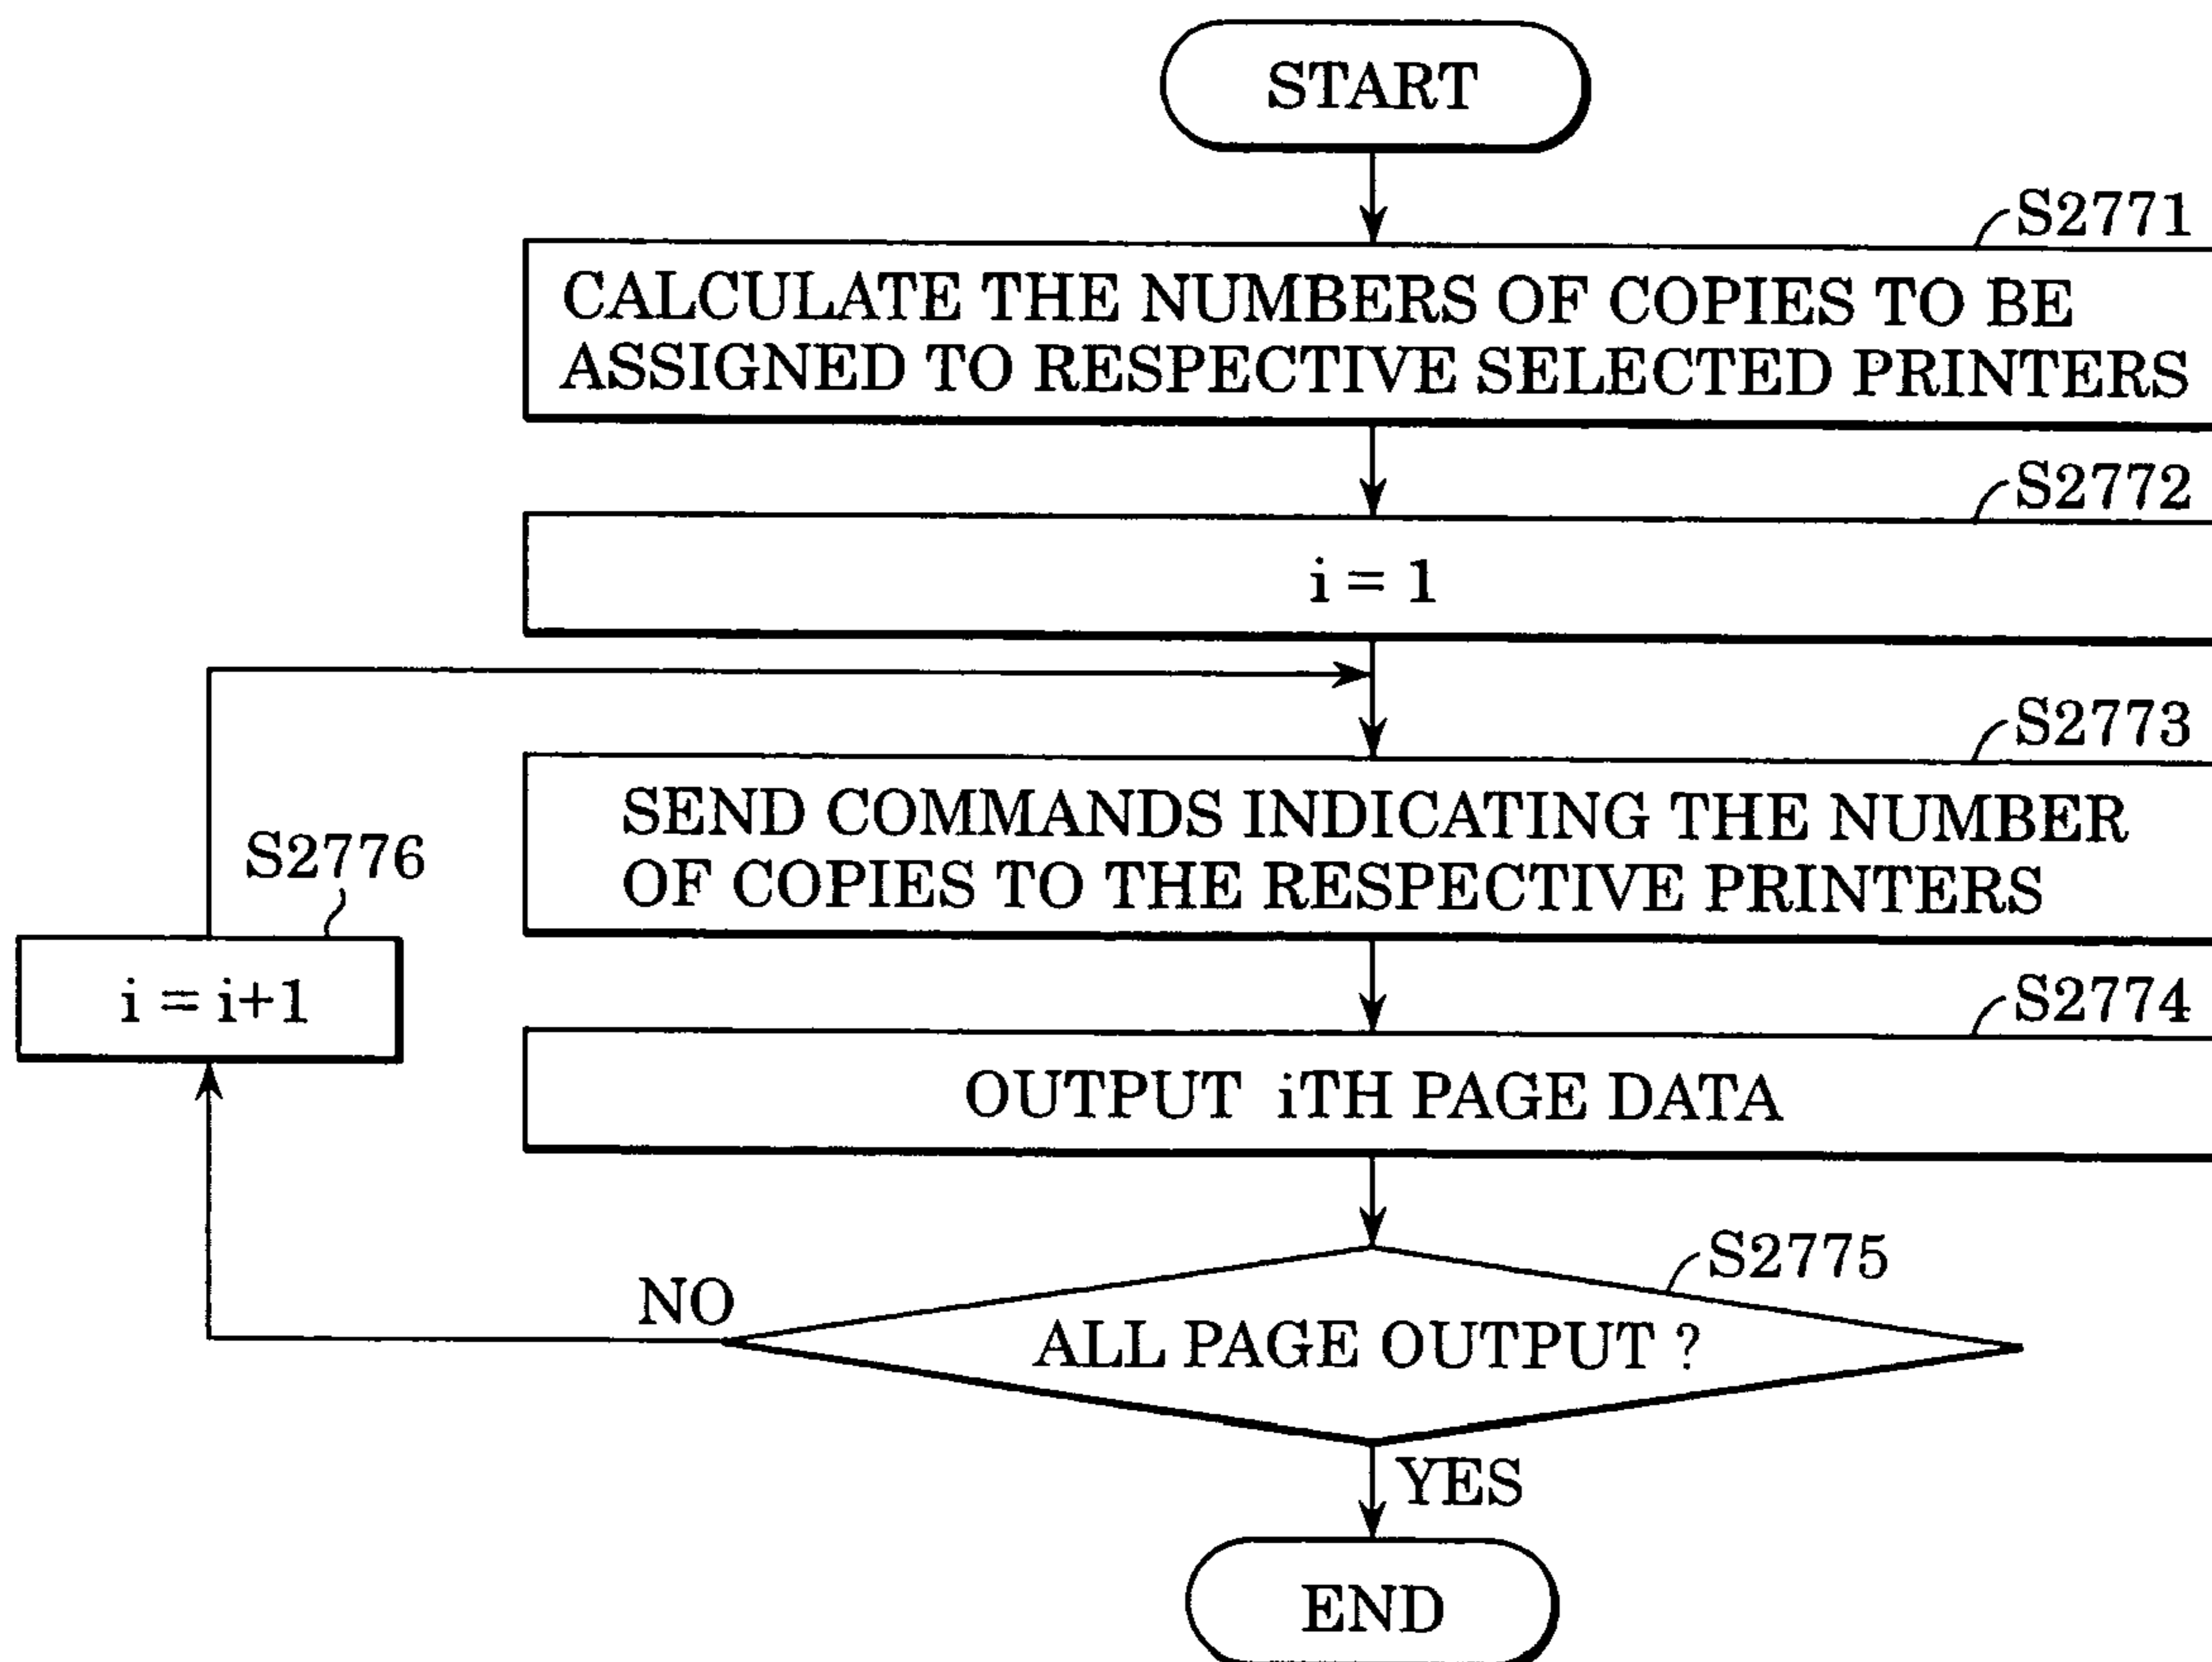 START
S2771
CALCULATE THE NUMBERS OF COPIES TO BE
ASSIGNED TO RESPECTIVE SELECTED PRINTERS
S2772
i = 1
S2773
SEND COMMANDS INDICATING THE NUMBER
OF COPIES TO THE RESPECTIVE PRINTERS
S2776
i = i+1
S2774
OUTPUT iTH PAGE DATA
S2775
NO
ALL PAGE OUTPUT ?
YES
END